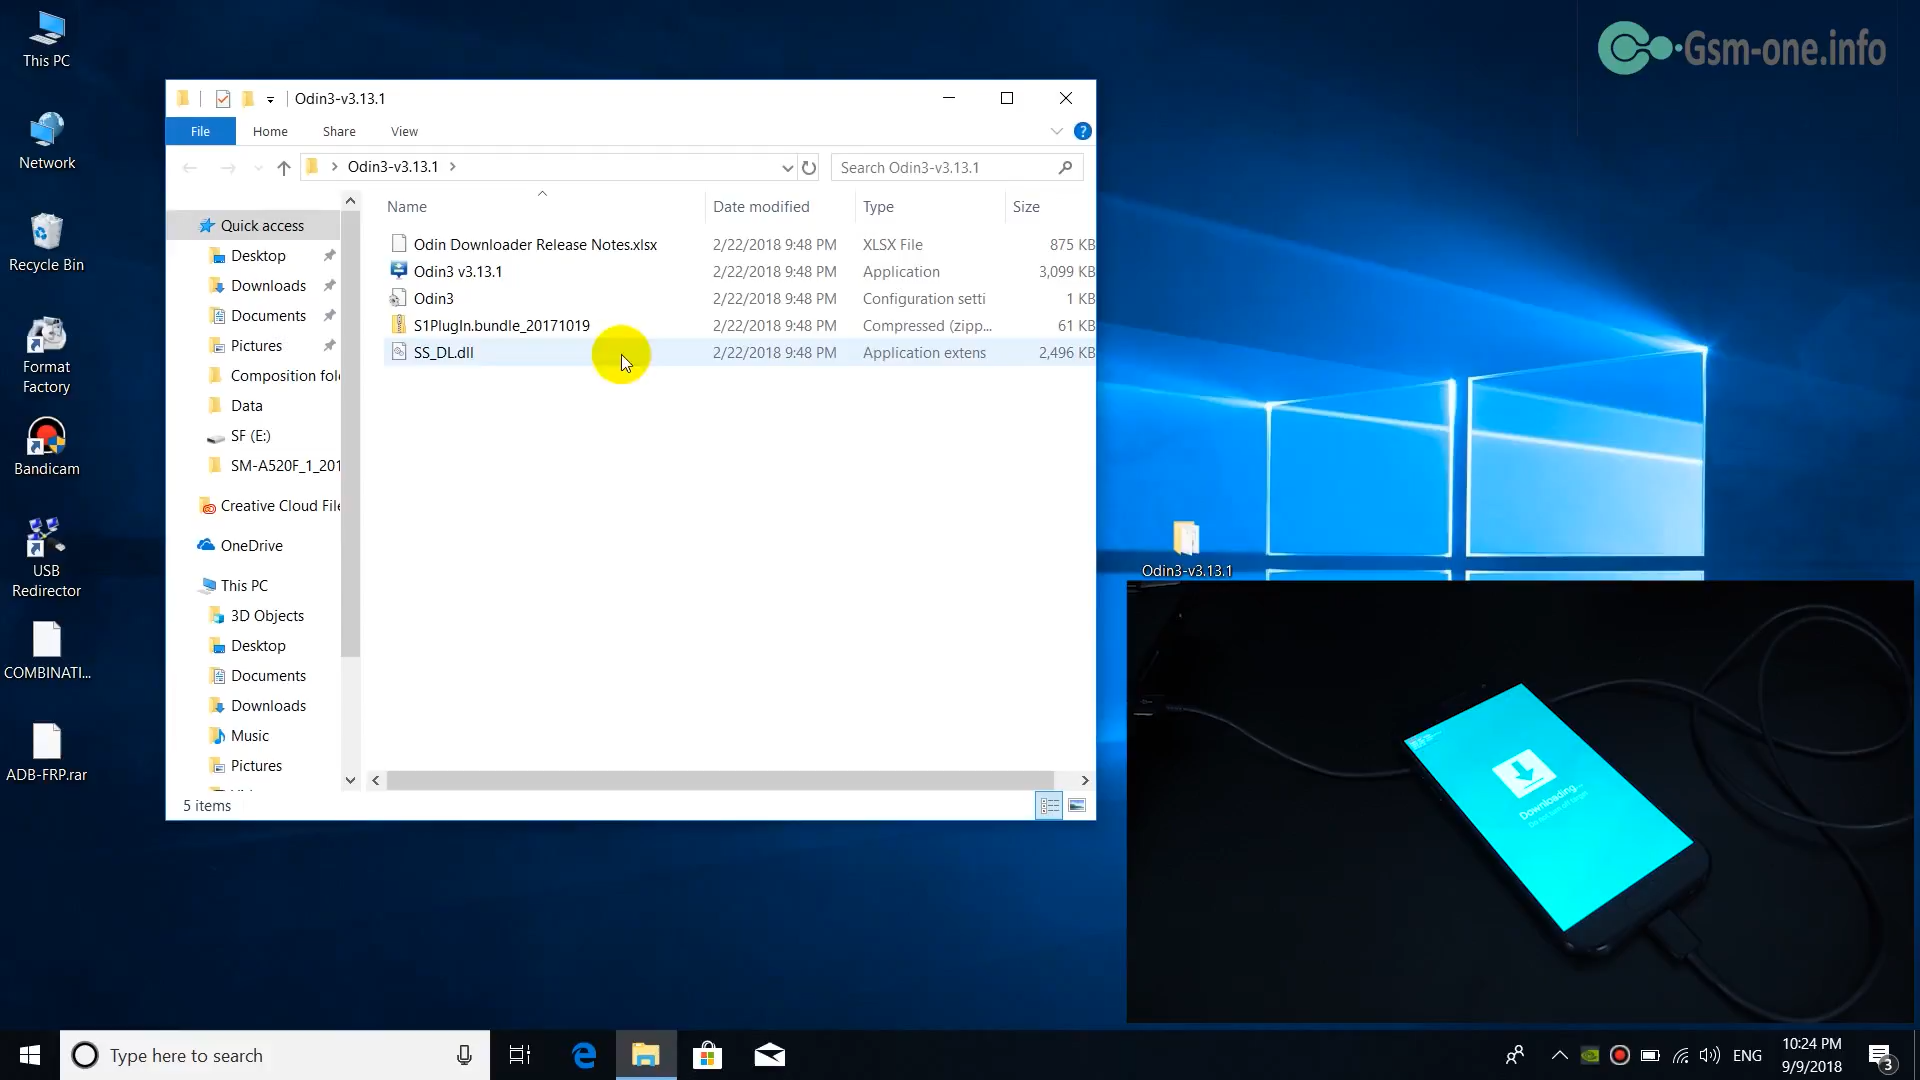 This PC
Network
Recycle Bin
Format
Factory
Bandicam
USB
Redirector
COMBINATI...
ADB-FRP.rar
Gsm-one.info
Odin3-v3.13.1
File
Home
Share
View
Odin3-v3.13.1
Search Odin3-v3.13.1
Quick access
Desktop
Downloads
Documents
Pictures
Composition fol
Data
SF (E:)
SM-A520F_1_201
Creative Cloud File
OneDrive
This PC
3D Objects
Desktop
Documents
Downloads
Music
Pictures
Name Date modified Type Size
Odin Downloader Release Notes.xlsx 2/22/2018 9:48 PM XLSX File 875 KB
Odin3 v3.13.1 2/22/2018 9:48 PM Application 3,099 KB
Odin3 2/22/2018 9:48 PM Configuration setti 1 KB
S1PlugIn.bundle_20171019 2/22/2018 9:48 PM Compressed (zipp... 61 KB
SS_DL.dll 2/22/2018 9:48 PM Application extens 2,496 KB
5 items
Odin3-v3.13.1
Downloading...
Do not turn off target
Type here to search
ENG
10:24 PM
9/9/2018
3